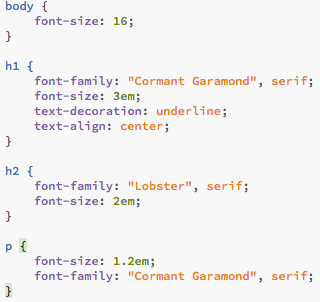 body {
    font-size: 16;
}
h1 {
    font-family: "Cormant Garamond", serif;
    font-size: 3em;
    text-decoration: underline;
    text-align: center;
}
h2 {
    font-family: "Lobster", serif;
    font-size: 2em;
}
p {
    font-size: 1.2em;
    font-family: "Cormant Garamond", serif;
}